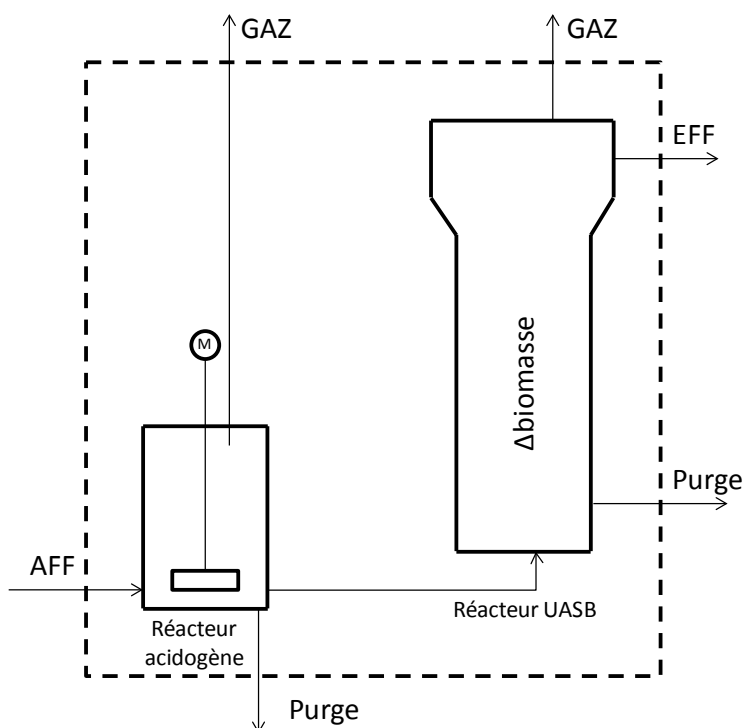 GAZ
GAZ
EFF
M
Δbiomasse
Purge
AFF
Réacteur
acidogène
Réacteur UASB
Purge